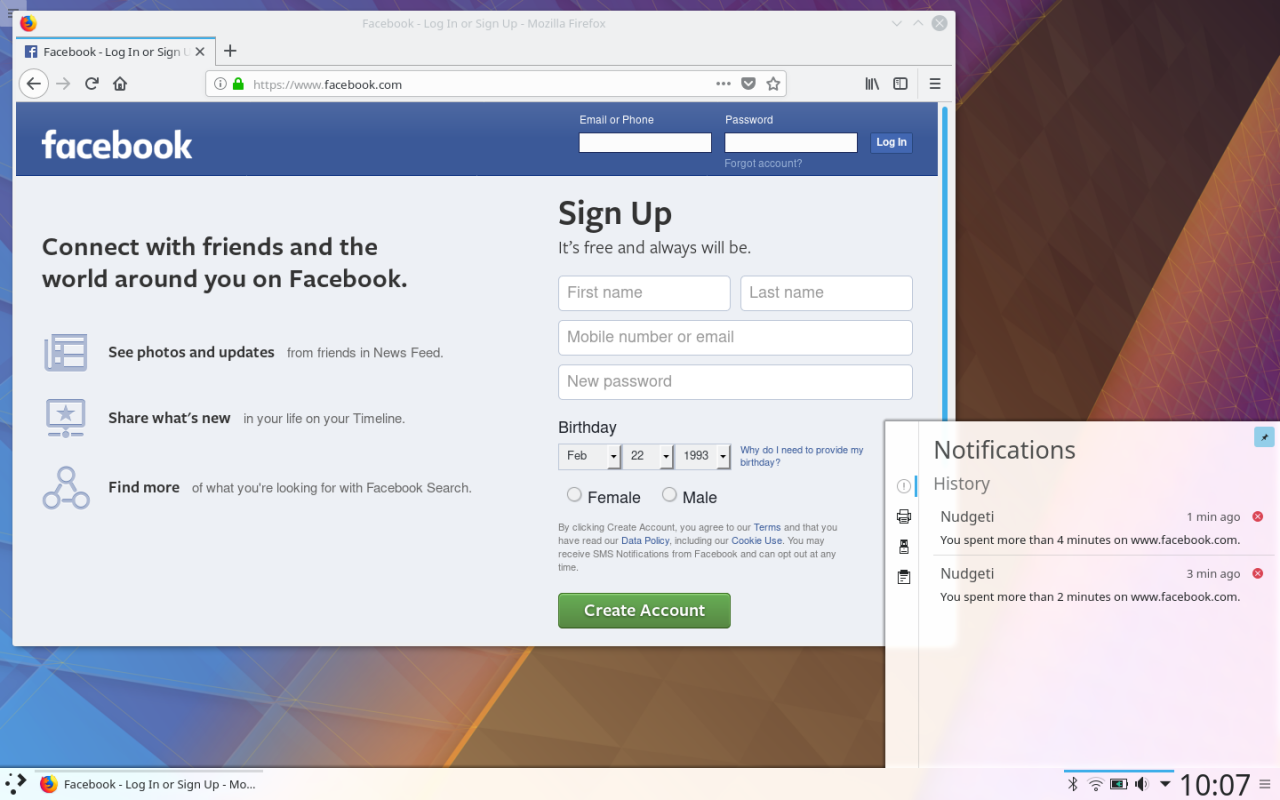 Facebook - Log In or Sign Up - Mozilla Firefox
Facebook - Log In or Sign U
https://www.facebook.com
facebook
Email or Phone
Password
Log In
Forgot account?
Connect with friends and the
world around you on Facebook.
See photos and updates from friends in News Feed.
Share what's new in your life on your Timeline.
Find more of what you're looking for with Facebook Search.
Sign Up
It's free and always will be.
First name
Last name
Mobile number or email
New password
Birthday
Feb 22 1993
Why do I need to provide my
birthday?
Female Male
By clicking Create Account, you agree to our Terms and that you
have read our Data Policy, including our Cookie Use. You may
receive SMS Notifications from Facebook and can opt out at any
time.
Create Account
Notifications
History
Nudgeti 1 min ago
You spent more than 4 minutes on www.facebook.com.
Nudgeti 3 min ago
You spent more than 2 minutes on www.facebook.com.
Facebook - Log In or Sign Up - Mo...
10:07